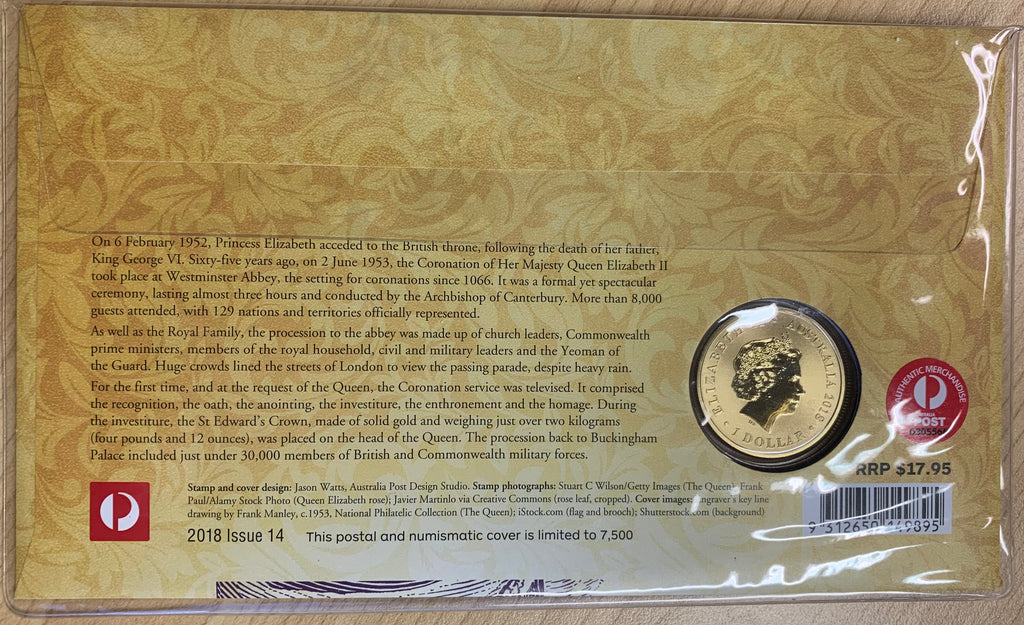 On 6 February 1952, Princess Elizabeth acceded to the British throne, following the death of her father,
King George VI. Sixty-five years ago, on 2 June 1953, the Coronation of Her Majesty Queen Elizabeth II
took place at Westminster Abbey, the setting for coronations since 1066. It was a formal yet spectacular
ceremony, lasting almost three hours and conducted by the Archbishop of Canterbury. More than 8,000
guests attended, with 129 nations and territories officially represented.
As well as the Royal Family, the procession to the abbey was made up of church leaders, Commonwealth
prime ministers, members of the royal household, civil and military leaders and the Yeoman of
the Guard. Huge crowds lined the streets of London to view the passing parade, despite heavy rain.
For the first time, and at the request of the Queen, the Coronation service was televised. It comprised
the recognition, the oath, the anointing, the investiture, the enthronement and the homage. During
the investiture, the St Edward's Crown, made of solid gold and weighing just over two kilograms
(four pounds and 12 ounces), was placed on the head of the Queen. The procession back to Buckingham
Palace included just under 30,000 members of British and Commonwealth military forces.
ELIZABETH II AUSTRALIA 2018
1 DOLLAR
AUTHENTIC MERCHANDISE
AUSTRALIA
POST
RRP $17.95
9 312650 149895
Stamp and cover design: Jason Watts, Australia Post Design Studio. Stamp photographs: Stuart C Wilson/Getty Images (The Queen); Frank
Paul/Alamy Stock Photo (Queen Elizabeth rose); Javier Martinlo via Creative Commons (rose leaf, cropped). Cover images: Engraver's key line
drawing by Frank Manley, c.1953, National Philatelic Collection (The Queen); iStock.com (flag and brooch); Shutterstock.com (background)
2018 Issue 14 This postal and numismatic cover is limited to 7,500